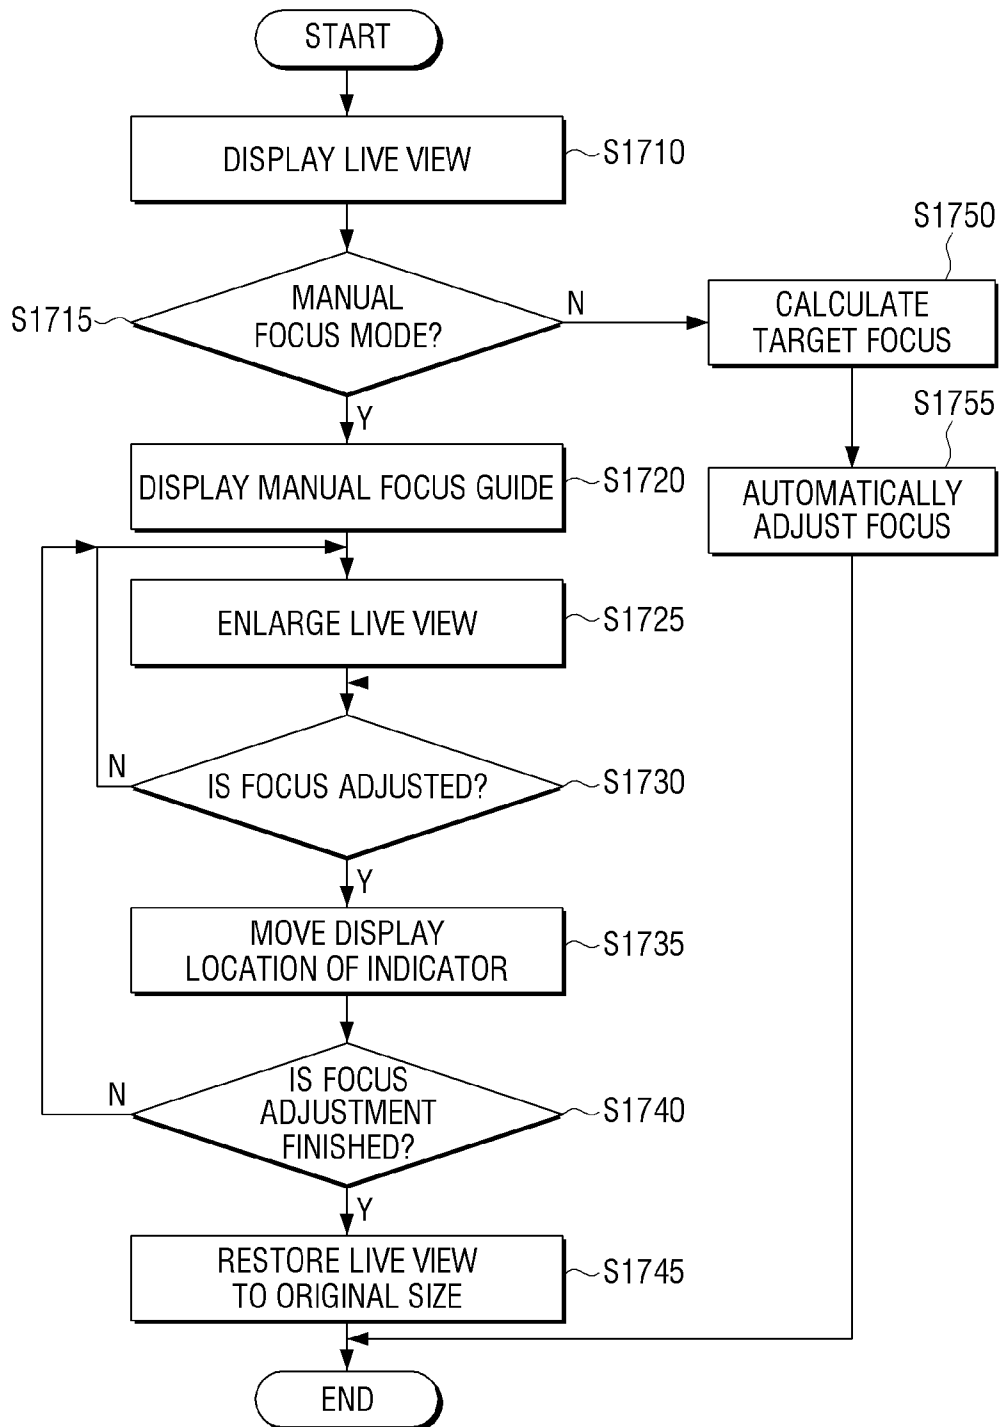 START
DISPLAY LIVE VIEW
S1710
S1715
MANUAL
FOCUS MODE?
N
S1750
CALCULATE
TARGET FOCUS
Y
S1755
AUTOMATICALLY
ADJUST FOCUS
DISPLAY MANUAL FOCUS GUIDE
S1720
ENLARGE LIVE VIEW
S1725
N
IS FOCUS ADJUSTED?
S1730
Y
MOVE DISPLAY
LOCATION OF INDICATOR
S1735
N
IS FOCUS
ADJUSTMENT
FINISHED?
S1740
Y
RESTORE LIVE VIEW
TO ORIGINAL SIZE
S1745
END